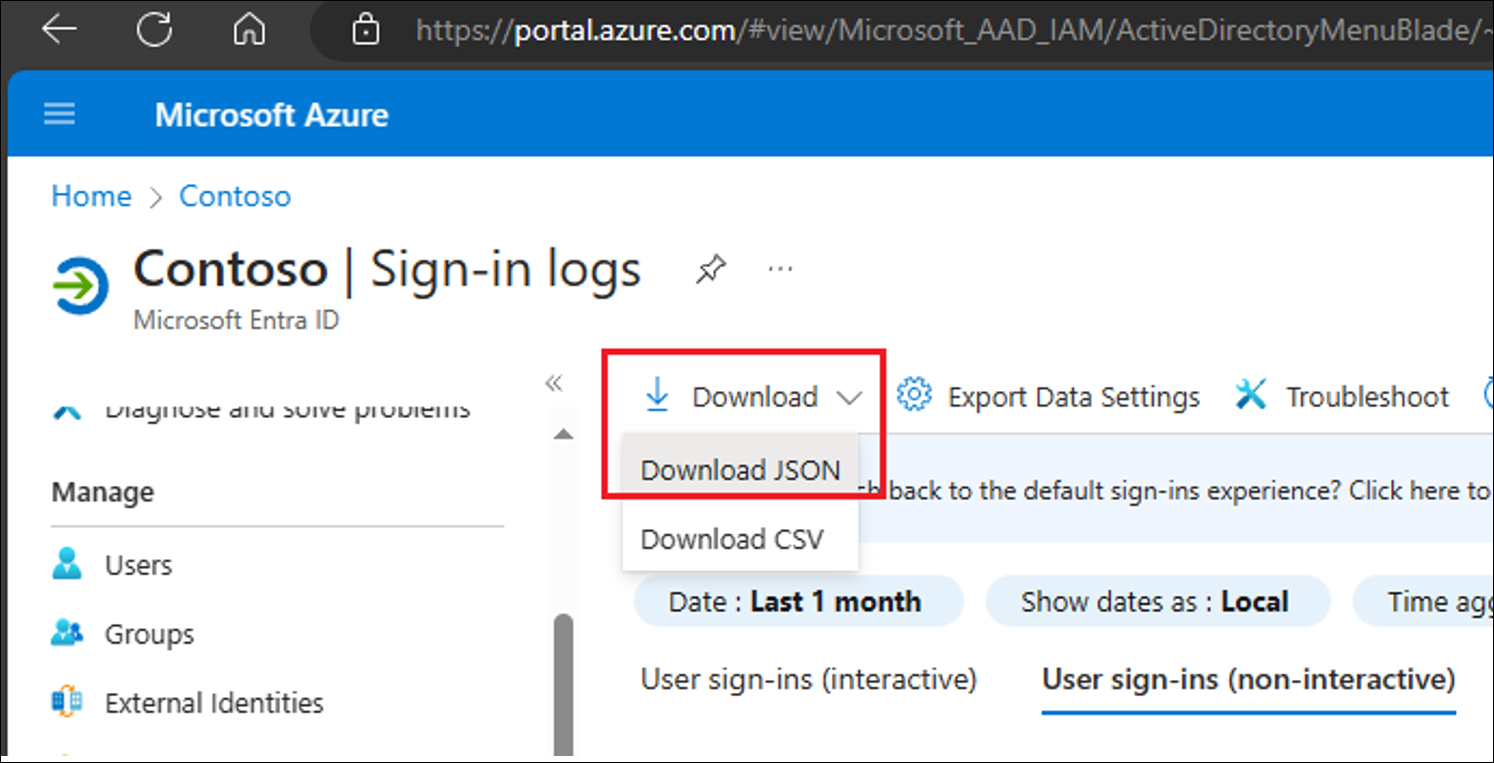 https://portal.azure.com/#view/Microsoft_AAD_IAM/ActiveDirectoryMenuBlade/~
Microsoft Azure
Home > Contoso
Contoso | Sign-in logs ...
Microsoft Entra ID
Download Export Data Settings Troubleshoot
Diagnose and solve problems
Download JSON
back to the default sign-ins experience? Click here to
Manage
Download CSV
Users
Date : Last 1 month Show dates as : Local Time
Groups
User sign-ins (interactive) User sign-ins (non-interactive)
External Identities